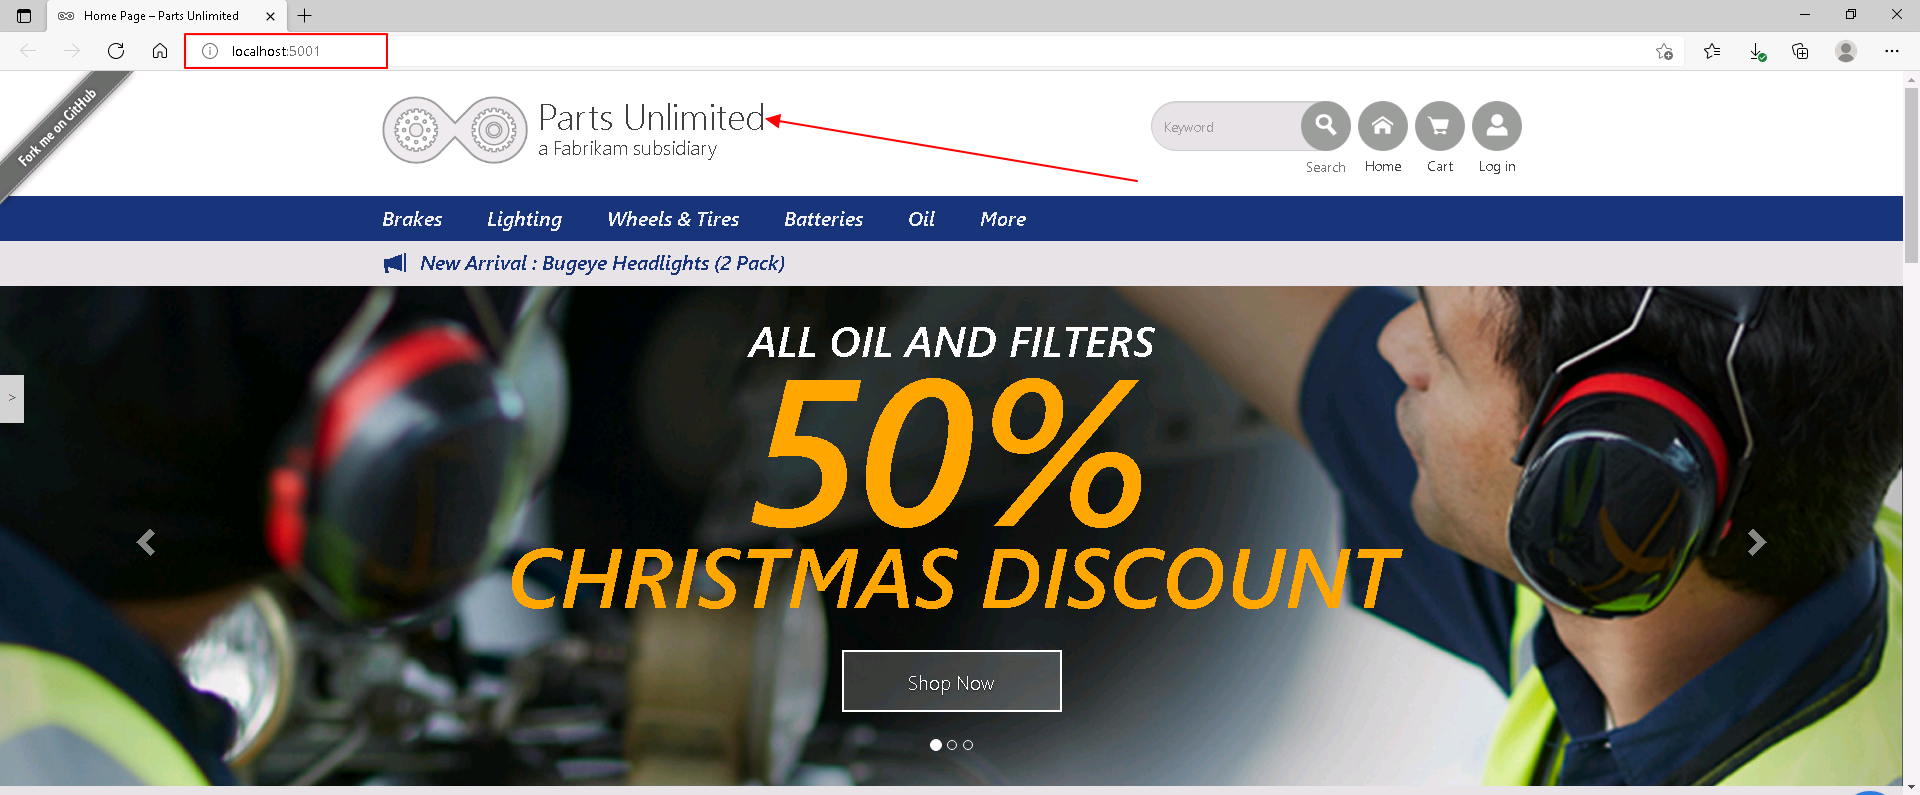 Home Page – Parts Unlimited
localhost:5001
Fork me on GitHub
Parts Unlimited
a Fabrikam subsidiary
Keyword
Search
Home
Cart
Log in
Brakes Lighting Wheels & Tires Batteries Oil More
New Arrival : Bugeye Headlights (2 Pack)
>
ALL OIL AND FILTERS
50%
CHRISTMAS DISCOUNT
Shop Now